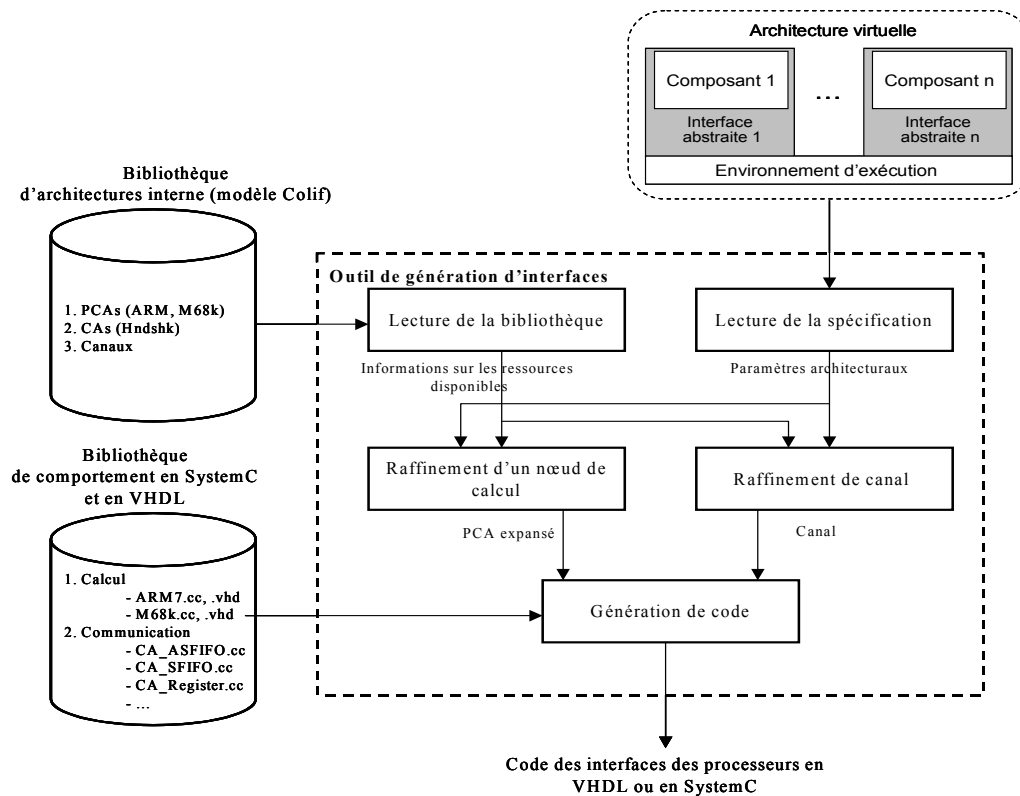 Architecture virtuelle
Composant 1
...
Composant n
Interface
abstraite 1
Interface
abstraite n
Environnement d'exécution
Bibliothèque
d'architectures interne (modèle Colif)
1. PCAs (ARM, M68k)
2. CAs (Hndshk)
3. Canaux
Outil de génération d'interfaces
Lecture de la bibliothèque
Lecture de la spécification
Informations sur les ressources
disponibles
Paramètres architecturaux
Bibliothèque
de comportement en SystemC
et en VHDL
Raffinement d'un nœud de
calcul
Raffinement de canal
PCA expansé
Canal
1. Calcul
- ARM7.cc, .vhd
- M68k.cc, .vhd
2. Communication
- CA_ASFIFO.cc
- CA_SFIFO.cc
- CA_Register.cc
- ...
Génération de code
Code des interfaces des processeurs en
VHDL ou en SystemC